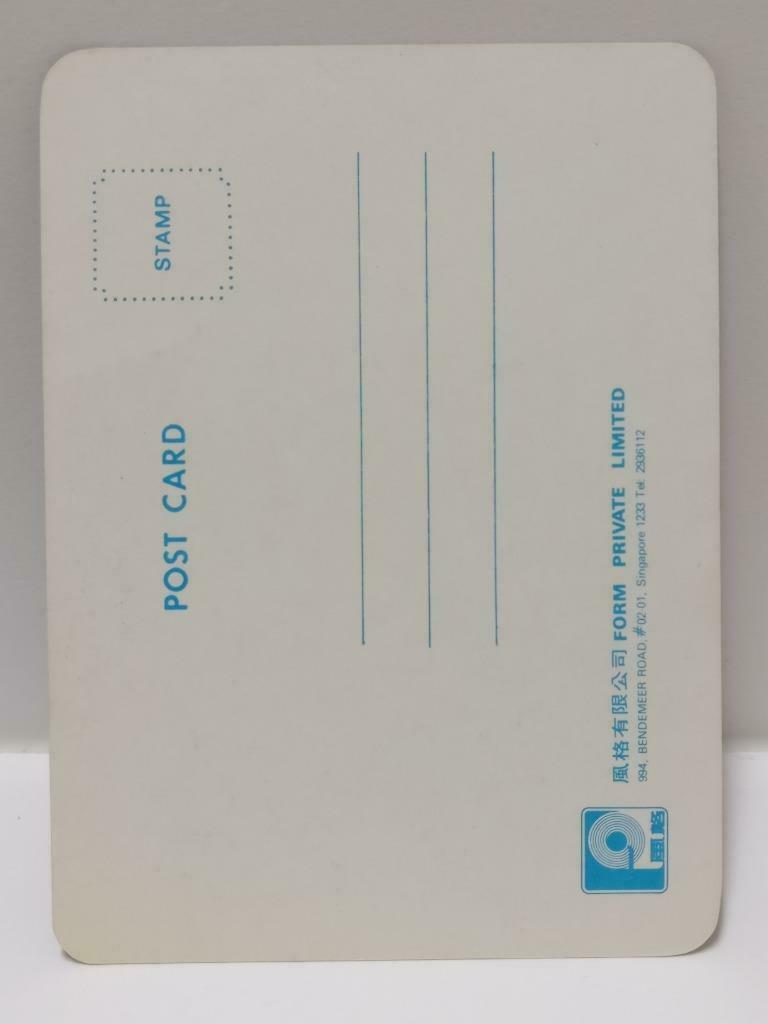 STAMP
POST CARD
風格有限公司 FORM PRIVATE LIMITED
994, BENDEMEER ROAD, #02-01, Singapore 1233 Tel: 2936112
風格